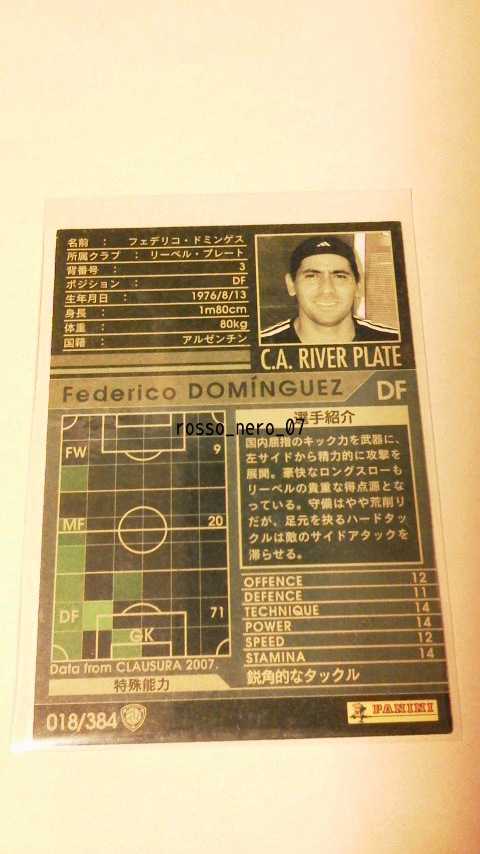 名前 : フェデリコ・ドミンゲス
所属クラブ : リーベル・プレート
背番号 : 3
ポジション : DF
生年月日 : 1976/8/13
身長 : 1m80cm
体重 : 80kg
国籍 : アルゼンチン
C.A. RIVER PLATE
Federico DOMÍNGUEZ DF
選手紹介
rosso_nero_07
国内屈指のキック力を武器に、
左サイドから精力的に攻撃を
展開。豪快なロングスローも
リーベルの貴重な得点源とな
っている。守備はやや荒削り
だが、足元を抉るハードタッ
クルは敵のサイドアタックを
滞らせる。
FW 9
MF 20
DF 71
GK
Data from CLAUSURA 2007.
OFFENCE 12
DEFENCE 11
TECHNIQUE 14
POWER 14
SPEED 12
STAMINA 14
特殊能力 鋭角的なタックル
018/384
PANINI